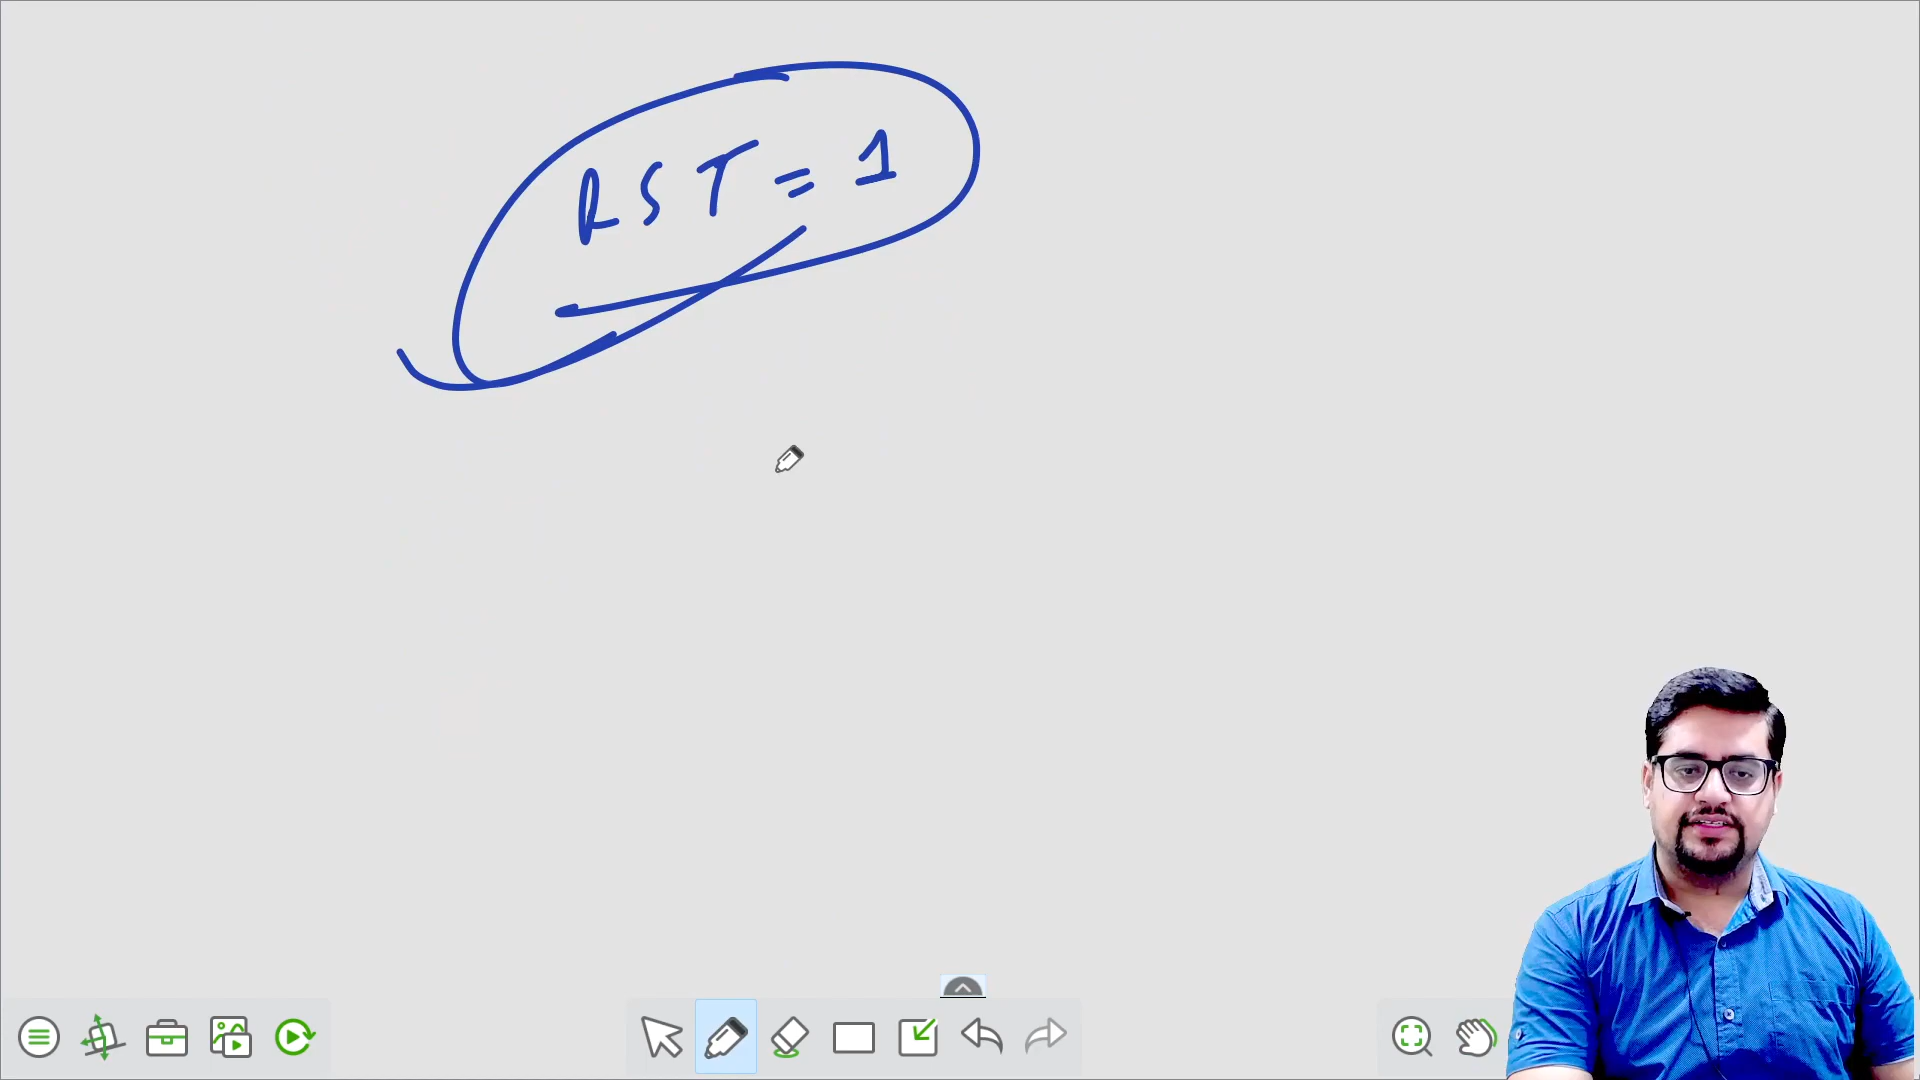 RST = 1